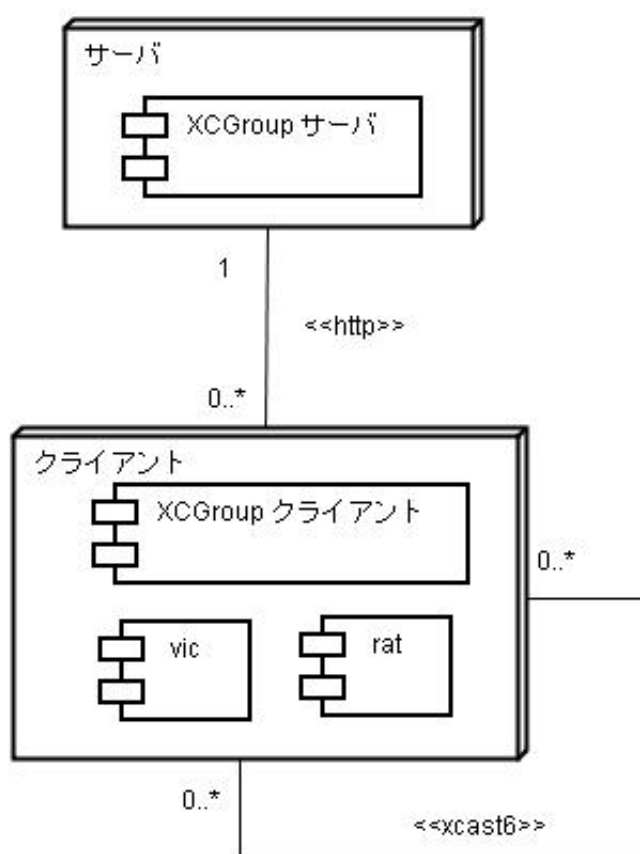 サーバ
XCGroup サーバ
1
<<http>>
0..*
クライアント
XCGroup クライアント
0..*
vic
rat
0..*
<<xcast6>>